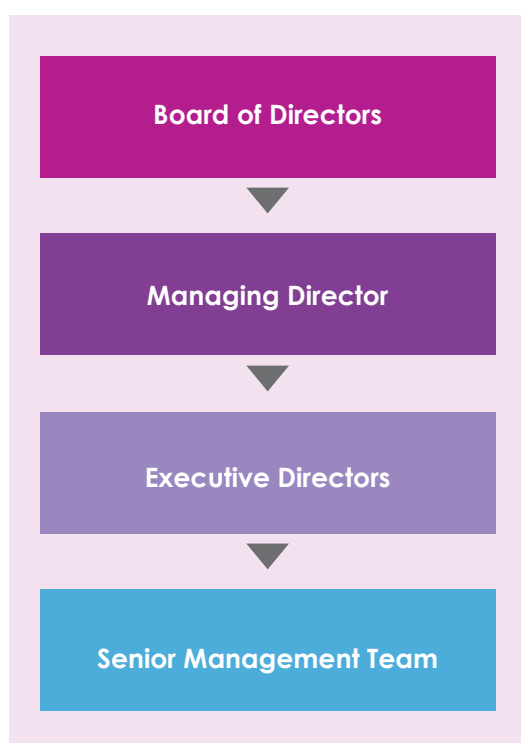 Board of Directors
Managing Director
Executive Directors
Senior Management Team